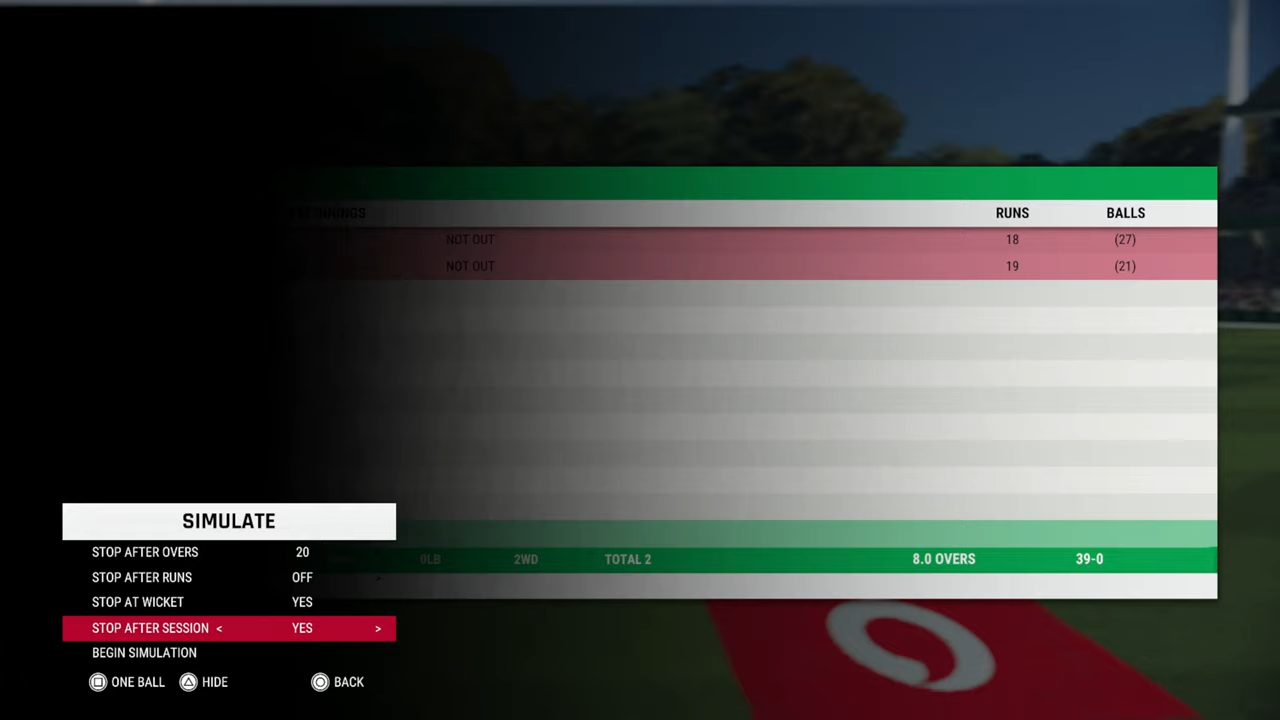 INNINGS RUNS BALLS
NOT OUT 18 (27)
NOT OUT 19 (21)
0LB 2WD TOTAL 2 8.0 OVERS 39-0
SIMULATE
STOP AFTER OVERS 20
STOP AFTER RUNS OFF >
STOP AT WICKET YES
STOP AFTER SESSION < YES >
BEGIN SIMULATION
ONE BALL HIDE BACK